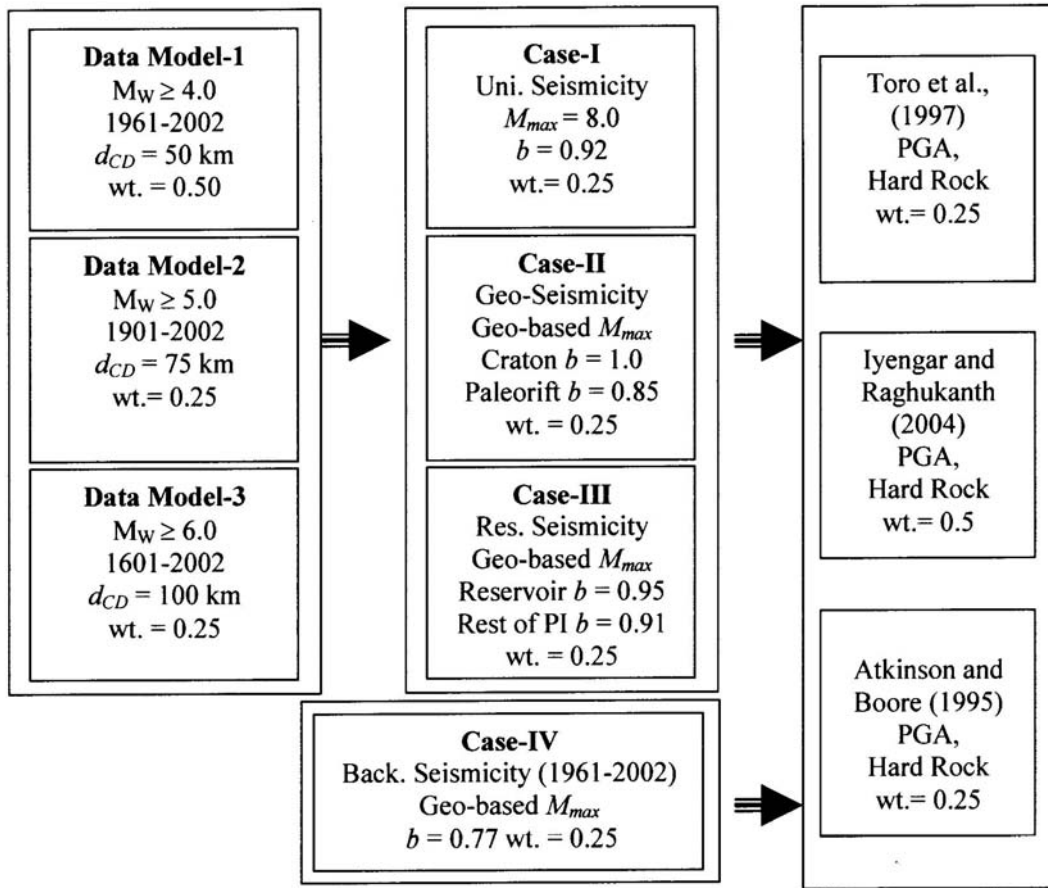 Data Model-1
M_W ≥ 4.0
1961-2002
d_CD = 50 km
wt. = 0.50
Data Model-2
M_W ≥ 5.0
1901-2002
d_CD = 75 km
wt.= 0.25
Data Model-3
M_W ≥ 6.0
1601-2002
d_CD = 100 km
wt. = 0.25
Case-I
Uni. Seismicity
M_max = 8.0
b = 0.92
wt. = 0.25
Case-II
Geo-Seismicity
Geo-based M_max
Craton b = 1.0
Paleorift b = 0.85
wt. = 0.25
Case-III
Res. Seismicity
Geo-based M_max
Reservoir b = 0.95
Rest of PI b = 0.91
wt. = 0.25
Case-IV
Back. Seismicity (1961-2002)
Geo-based M_max
b = 0.77 wt. = 0.25
Toro et al.,
(1997)
PGA,
Hard Rock
wt.= 0.25
Iyengar and
Raghukanth
(2004)
PGA,
Hard Rock
wt.= 0.5
Atkinson and
Boore (1995)
PGA,
Hard Rock
wt.= 0.25